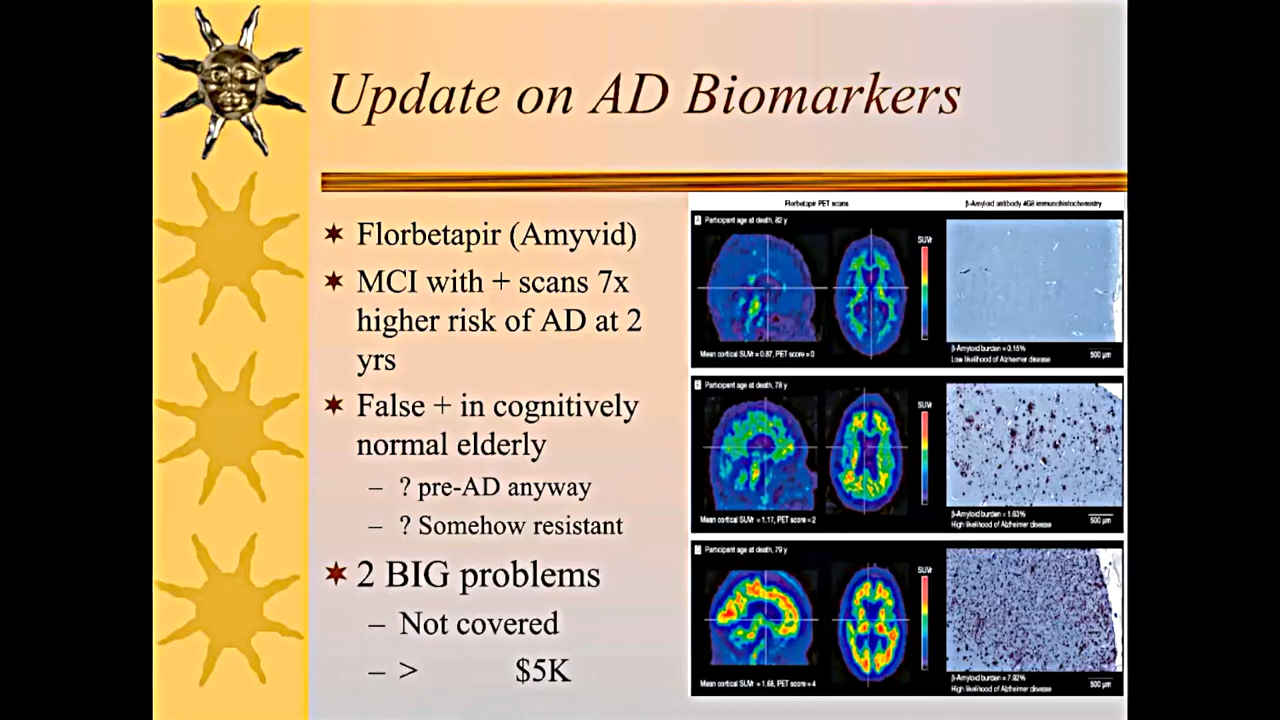 Update on AD Biomarkers
Florbetapir (Amyvid)
MCI with + scans 7x
higher risk of AD at 2
yrs
False + in cognitively
normal elderly
– ? pre-AD anyway
– ? Somehow resistant
2 BIG problems
– Not covered
– > $5K
Florbetapir PET scans
β-Amyloid antibody 4G8 immunohistochemistry
A Participant age at death, 82 y
SUVr
Mean cortical SUVr = 0.87, PET score = 0
β-Amyloid burden = 0.15%
Low likelihood of Alzheimer disease
500 μm
B Participant age at death, 78 y
SUVr
Mean cortical SUVr = 1.17, PET score = 2
β-Amyloid burden = 1.63%
High likelihood of Alzheimer disease
500 μm
Participant age at death, 79 y
SUVr
Mean cortical SUVr = 1.68, PET score = 4
β-Amyloid burden = 7.92%
High likelihood of Alzheimer disease
500 μm